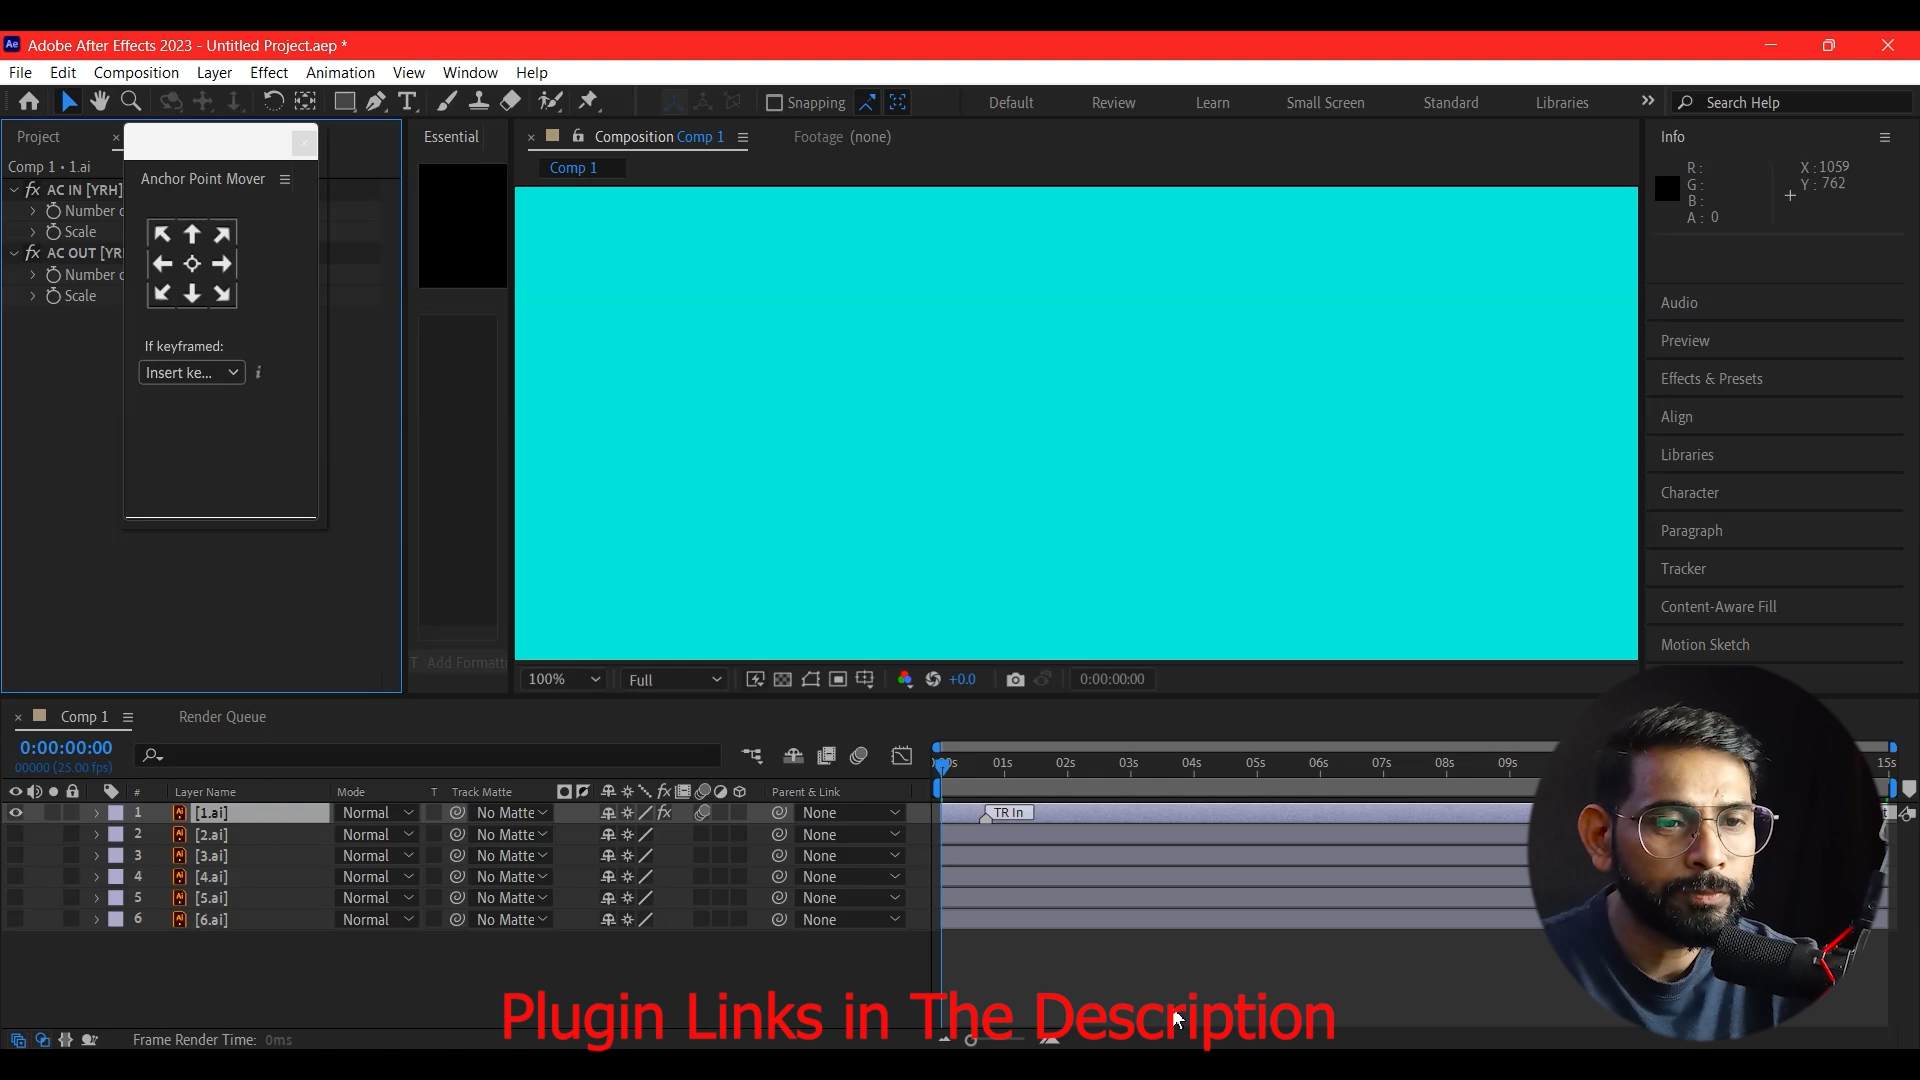 Adobe After Effects 2023 - Untitled Project.aep *
File Edit Composition Layer Effect Animation View Window Help
Snapping Default Review Learn Small Screen Standard Libraries Search Help
Project
Comp 1 • 1.ai
fx AC IN [YRH]
Scale
fx AC OUT
Scale
Anchor Point Mover
If keyframed:
Insert ke...
Essential
Add Formatt
Composition Comp 1
Footage (none)
Comp 1
100% Full +0.0 0:00:00:00
Info
R:
G:
B:
A: 0
X: 1059
Y: 762
Audio
Preview
Effects & Presets
Align
Libraries
Character
Paragraph
Tracker
Content-Aware Fill
Motion Sketch
Comp 1 Render Queue
0:00:00:00
00000 (25.00 fps)
01s 02s 03s 04s 05s 06s 07s 08s 09s 15s
# Layer Name Mode T Track Matte Parent & Link
1 [1.ai] Normal No Matte None TR In
2 [2.ai] Normal No Matte None
3 [3.ai] Normal No Matte None
4 [4.ai] Normal No Matte None
5 [5.ai] Normal No Matte None
6 [6.ai] Normal No Matte None
Plugin Links in The Description
Frame Render Time: 0ms